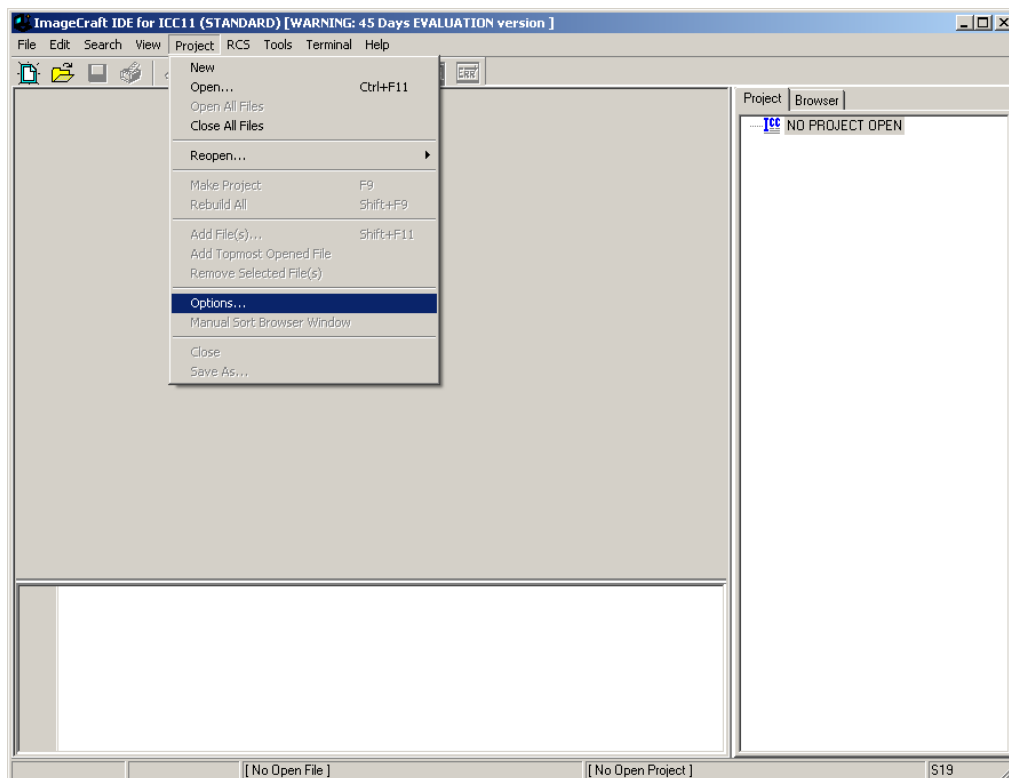 ImageCraft IDE for ICC11 (STANDARD) [WARNING: 45 Days EVALUATION version ]
File Edit Search View Project RCS Tools Terminal Help
New
Open... Ctrl+F11
Open All Files
Close All Files
Reopen...
Make Project F9
Rebuild All Shift+F9
Add File(s)... Shift+F11
Add Topmost Opened File
Remove Selected File(s)
Options...
Manual Sort Browser Window
Close
Save As...
ERR
Project Browser
ICC NO PROJECT OPEN
[ No Open File ] [ No Open Project ] S19